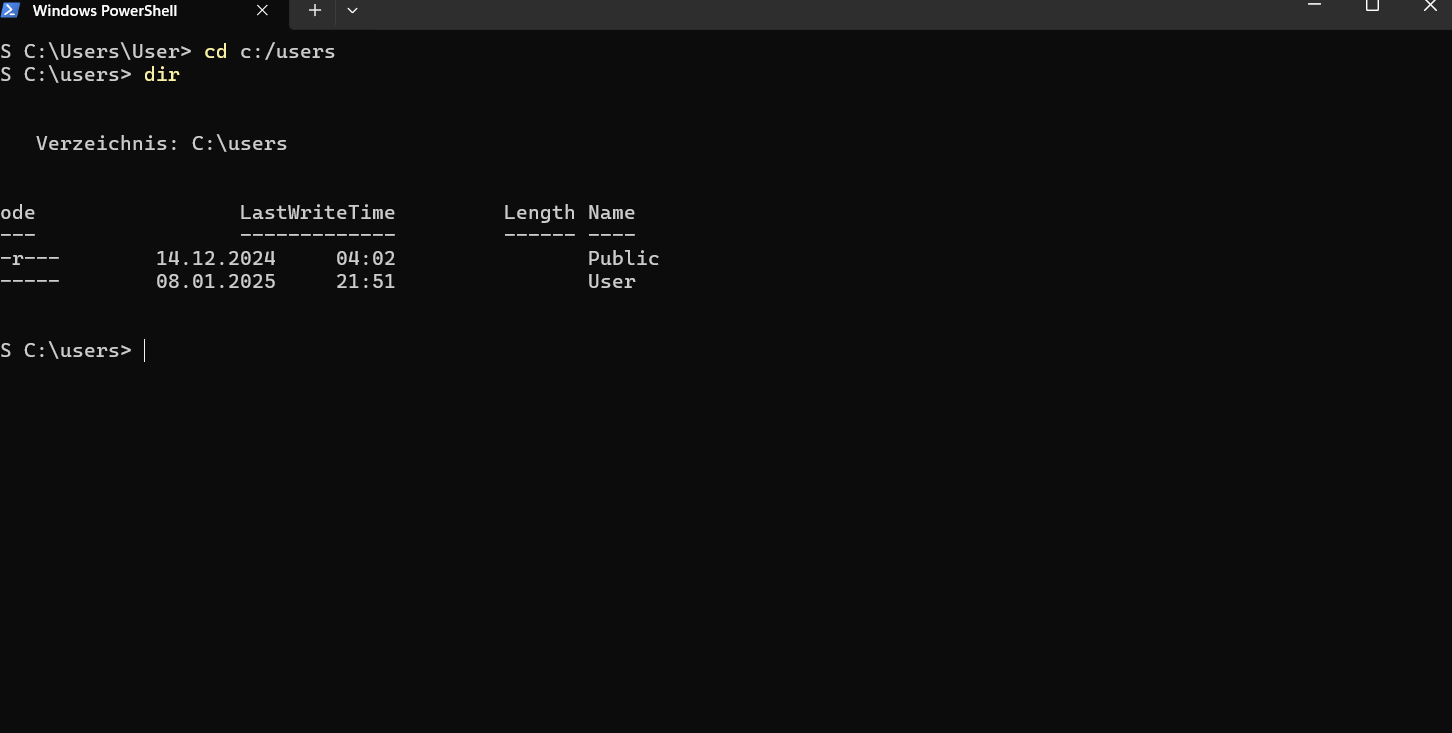 Windows PowerShell
S C:\Users\User> cd c:/users
S C:\users> dir
Verzeichnis: C:\users
ode LastWriteTime Length Name
--- ------------- ------ ----
-r--- 14.12.2024 04:02 Public
----- 08.01.2025 21:51 User
S C:\users>